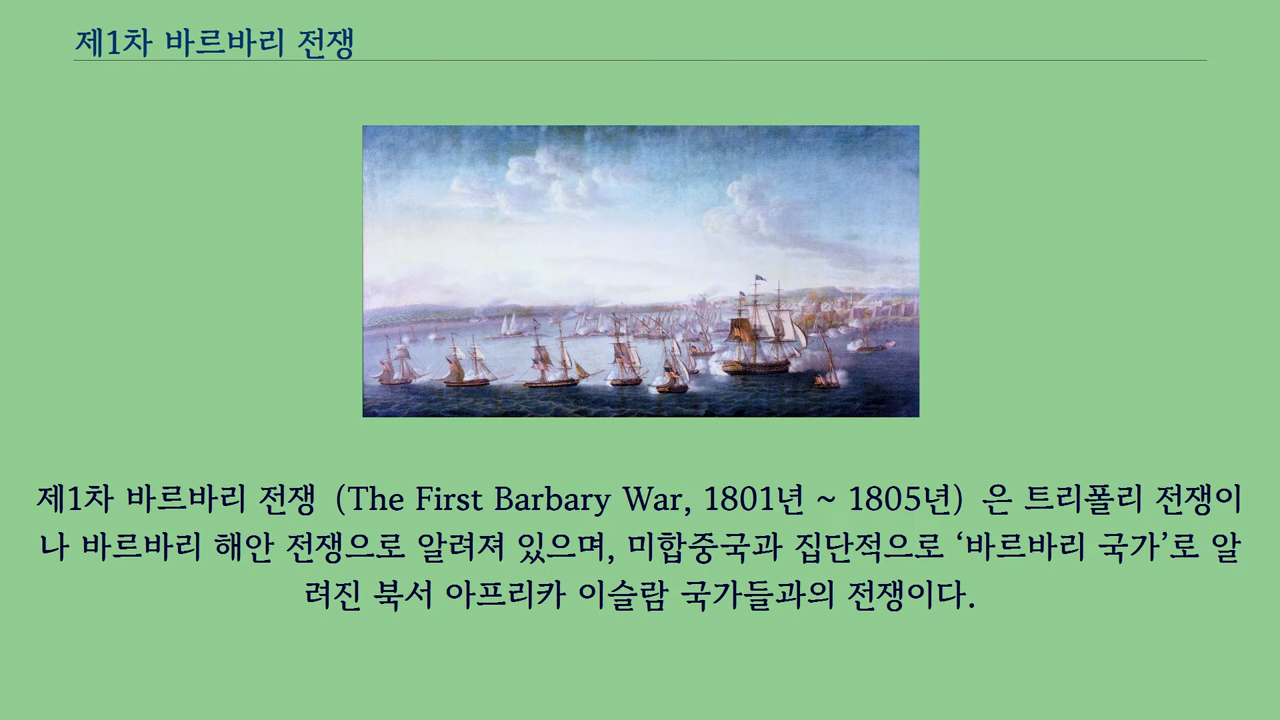 제1차 바르바리 전쟁
제1차 바르바리 전쟁 (The First Barbary War, 1801년 ~ 1805년) 은 트리폴리 전쟁이
나 바르바리 해안 전쟁으로 알려져 있으며, 미합중국과 집단적으로 ‘바르바리 국가’로 알
려진 북서 아프리카 이슬람 국가들과의 전쟁이다.